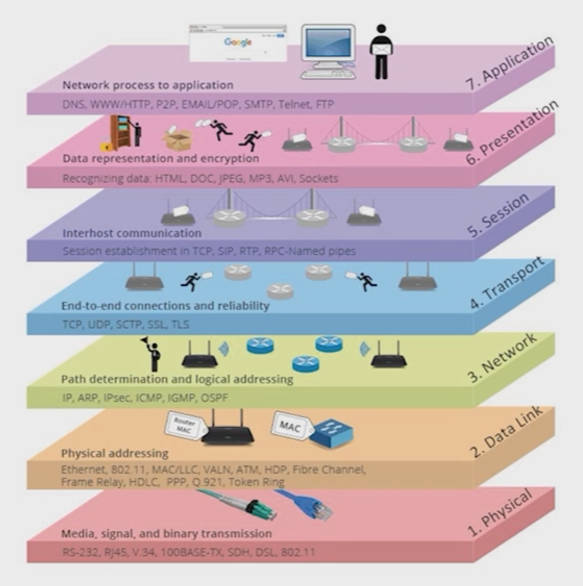 Google
7. Application
Network process to application
DNS, WWW/HTTP, P2P, EMAIL/POP, SMTP, Telnet, FTP
6. Presentation
Data representation and encryption
Recognizing data: HTML, DOC, JPEG, MP3, AVI, Sockets
5. Session
Interhost communication
Session establishment in TCP, SIP, RTP, RPC-Named pipes
4. Transport
End-to-end connections and reliability
TCP, UDP, SCTP, SSL, TLS
3. Network
Path determination and logical addressing
IP, ARP, IPsec, ICMP, IGMP, OSPF
Router
MAC
MAC
2. Data Link
Physical addressing
Ethernet, 802.11, MAC/LLC, VALN, ATM, HDP, Fibre Channel,
Frame Relay, HDLC, PPP, Q.921, Token Ring
1. Physical
Media, signal, and binary transmission
RS-232, RJ45, V.34, 100BASE-TX, SDH, DSL, 802.11